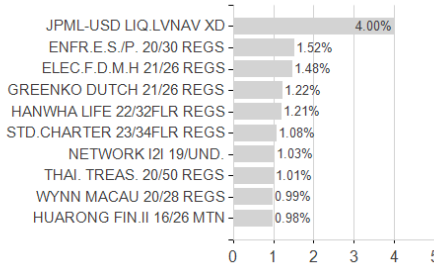 JPML-USD LIQ.LVNAV XD 4.00%
ENFR.E.S./P. 20/30 REGS 1.52%
ELEC.F.D.M.H 21/26 REGS 1.48%
GREENKO DUTCH 21/26 REGS 1.22%
HANWHA LIFE 22/32FLR REGS 1.21%
STD.CHARTER 23/34FLR REGS 1.08%
NETWORK I2I 19/UND. 1.03%
THAI. TREAS. 20/50 REGS 1.01%
WYNN MACAU 20/28 REGS 0.99%
HUARONG FIN.II 16/26 MTN 0.98%
0 1 2 3 4 5